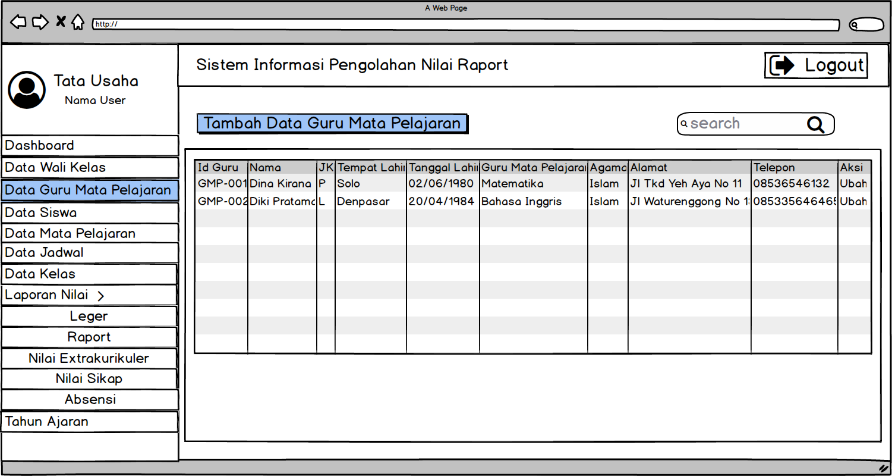 A Web Page
http://
Tata Usaha
Nama User
Sistem Informasi Pengolahan Nilai Raport
Logout
Tambah Data Guru Mata Pelajaran
search
Dashboard
Data Wali Kelas
Data Guru Mata Pelajaran
Data Siswa
Data Mata Pelajaran
Data Jadwal
Data Kelas
Laporan Nilai >
Leger
Raport
Nilai Extrakurikuler
Nilai Sikap
Absensi
Tahun Ajaran
Id Guru Nama JK Tempat Lahir Tanggal Lahir Guru Mata Pelajaran Agama Alamat Telepon Aksi
GMP-001 Dina Kirana P Solo 02/06/1980 Matematika Islam Jl Tkd Yeh Aya No 11 08536546132 Ubah
GMP-002 Diki Pratama L Denpasar 20/04/1984 Bahasa Inggris Islam Jl Waturenggong No 085335646465 Ubah